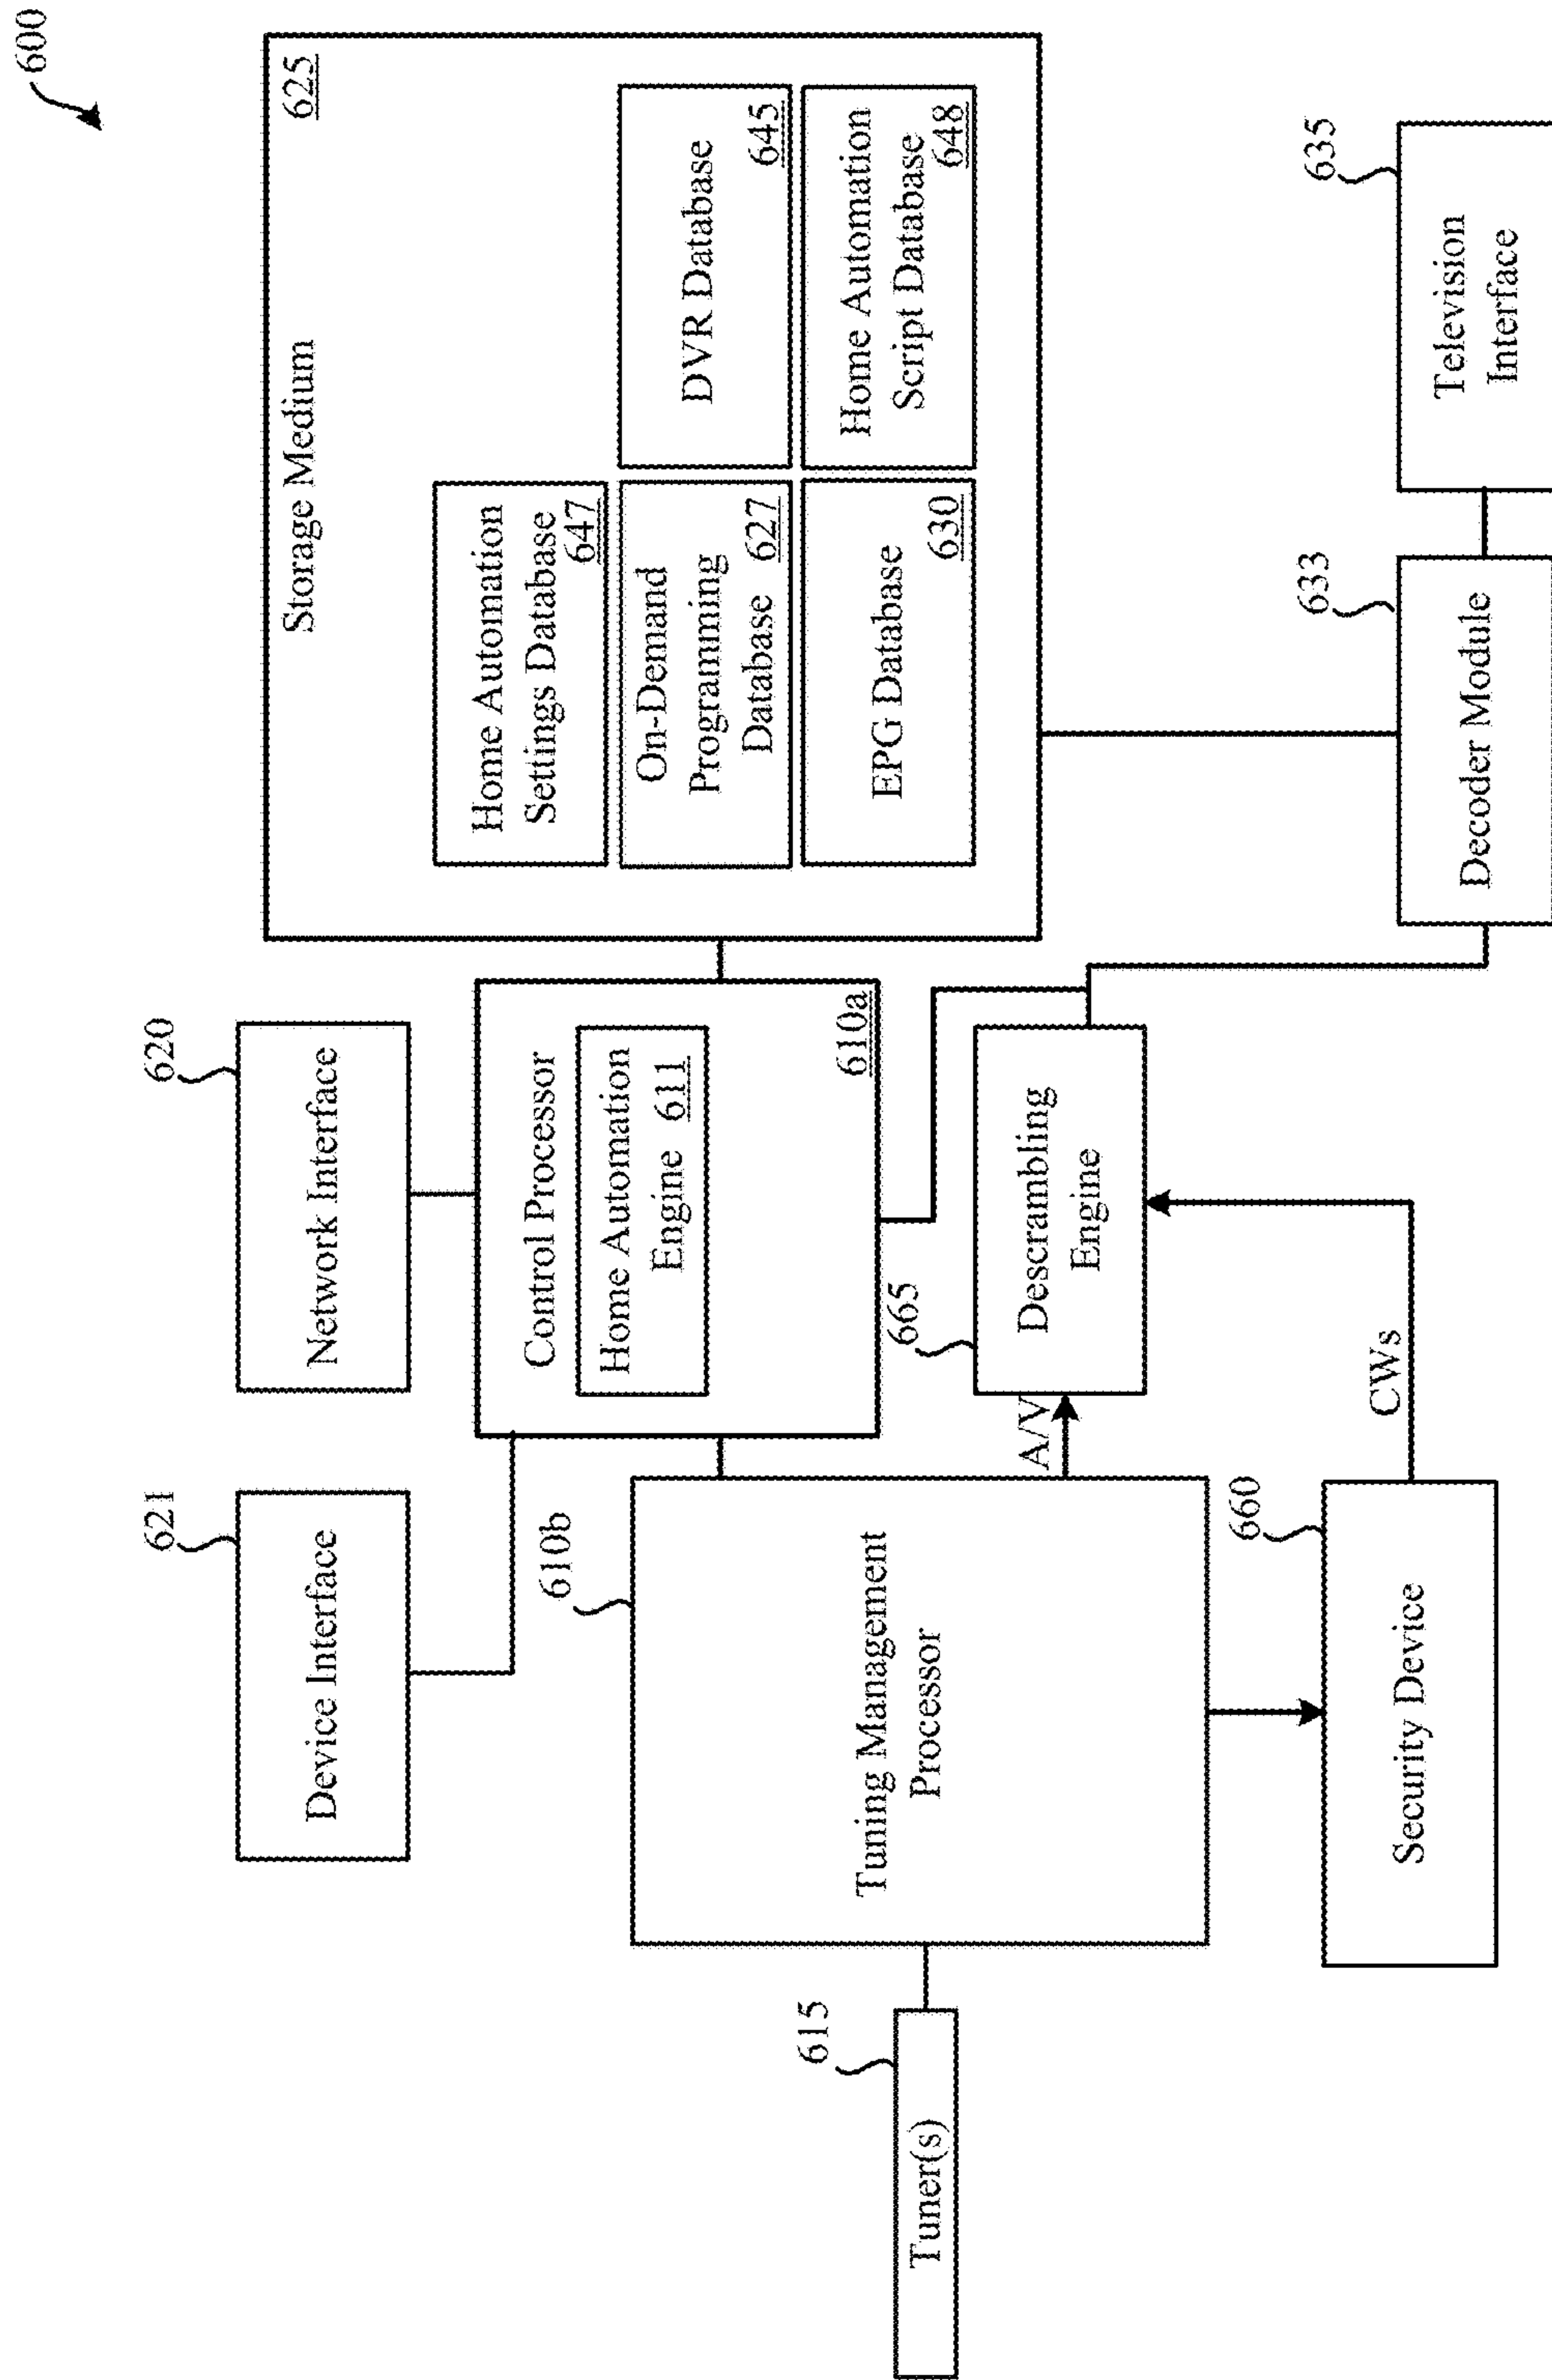 600
Storage Medium
625
Home Automation
Settings Database
647
On-Demand
Programming
Database 627
DVR Database
645
EPG Database
630
Home Automation
Script Database
648
Device Interface
621
Network Interface
620
Control Processor
Home Automation
Engine 611
610a
610b
Tuning Management
Processor
Tuner(s)
615
A/V
665
Descrambling
Engine
CWs
Security Device
660
Decoder Module
633
Television
Interface
635